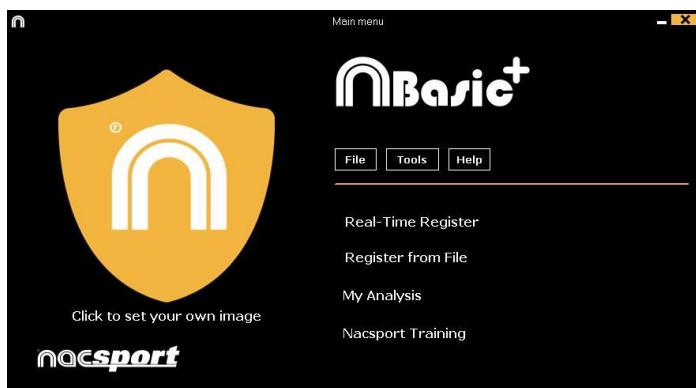 Main menu
Basic+
File Tools Help
Real-Time Register
Register from File
My Analysis
Nacsport Training
®
Click to set your own image
nacsport